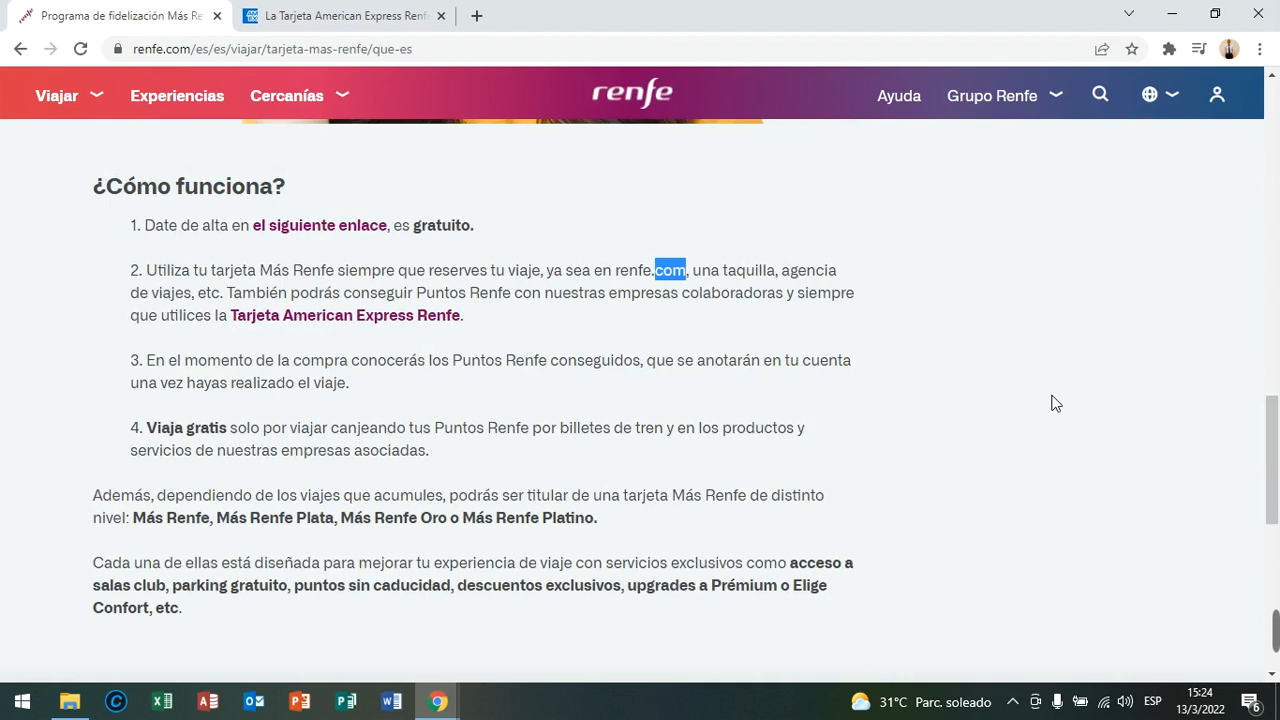 Programa de fidelización Más Re
La Tarjeta American Express Renfe
renfe.com/es/es/viajar/tarjeta-mas-renfe/que-es
Viajar Experiencias Cercanías renfe Ayuda Grupo Renfe
¿Cómo funciona?
1. Date de alta en el siguiente enlace, es gratuito.
2. Utiliza tu tarjeta Más Renfe siempre que reserves tu viaje, ya sea en renfe.com, una taquilla, agencia
de viajes, etc. También podrás conseguir Puntos Renfe con nuestras empresas colaboradoras y siempre
que utilices la Tarjeta American Express Renfe.
3. En el momento de la compra conocerás los Puntos Renfe conseguidos, que se anotarán en tu cuenta
una vez hayas realizado el viaje.
4. Viaja gratis solo por viajar canjeando tus Puntos Renfe por billetes de tren y en los productos y
servicios de nuestras empresas asociadas.
Además, dependiendo de los viajes que acumules, podrás ser titular de una tarjeta Más Renfe de distinto
nivel: Más Renfe, Más Renfe Plata, Más Renfe Oro o Más Renfe Platino.
Cada una de ellas está diseñada para mejorar tu experiencia de viaje con servicios exclusivos como acceso a
salas club, parking gratuito, puntos sin caducidad, descuentos exclusivos, upgrades a Prémium o Elige
Confort, etc.
31°C Parc. soleado ESP 15:24
13/3/2022 6